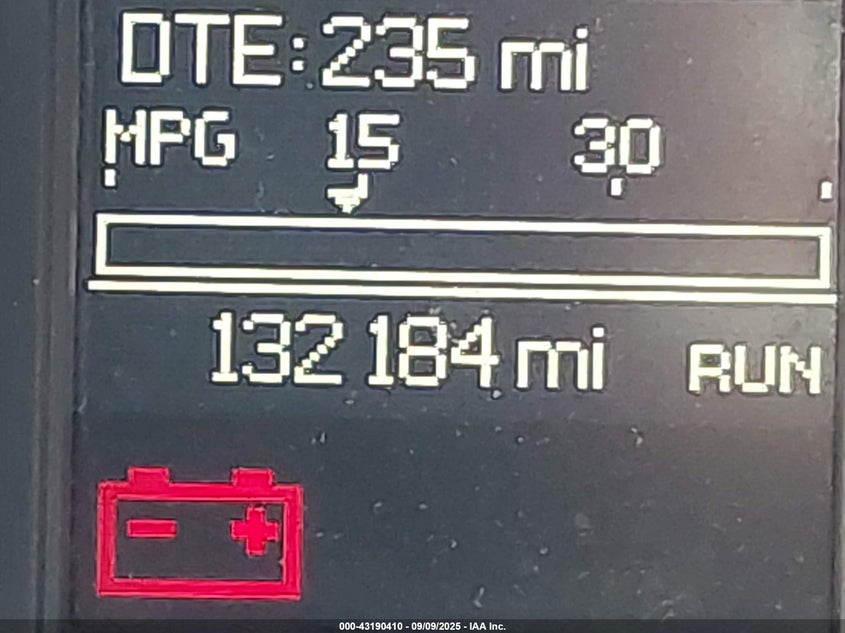 DTE: 235 mi
MPG 15 30
132 184 mi RUN
000-43190410 - 09/09/2025 - IAA Inc.